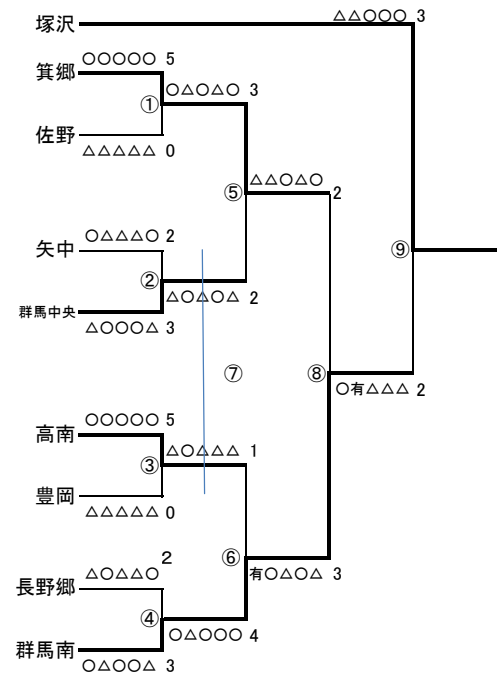 塚沢
△△○○○ 3
○○○○○ 5
箕郷
○△○△○ 3
①
佐野
△△△△△ 0
⑤
△△○△○
2
○△△△○ 2
矢中
⑨
②
△○△○△ 2
群馬中央
△○○○△ 3
⑦
⑧
○有△△△ 2
○○○○○ 5
高南
△○△△△ 1
③
豊岡
△△△△△ 0
2
⑥
△○△△○
有○△○△ 3
長野郷
④
○△○○○ 4
群馬南
○△○○△ 3